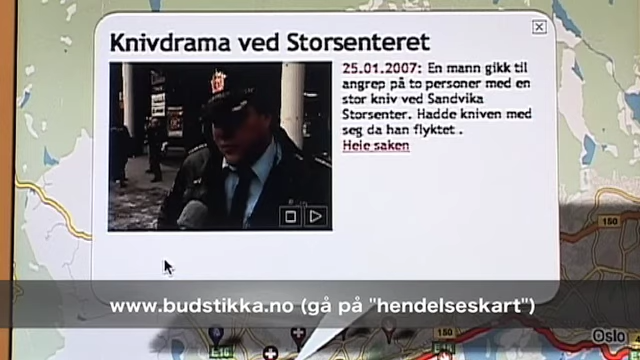 Knivdrama ved Storsenteret
25.01.2007: En mann gikk til
angrep på to personer med en
stor kniv ved Sandvika
Storsenter. Hadde kniven med
seg da han flyktet .
Hele saken
150
www.budstikka.no (gå på "hendelseskart")
150
Oslo
E16